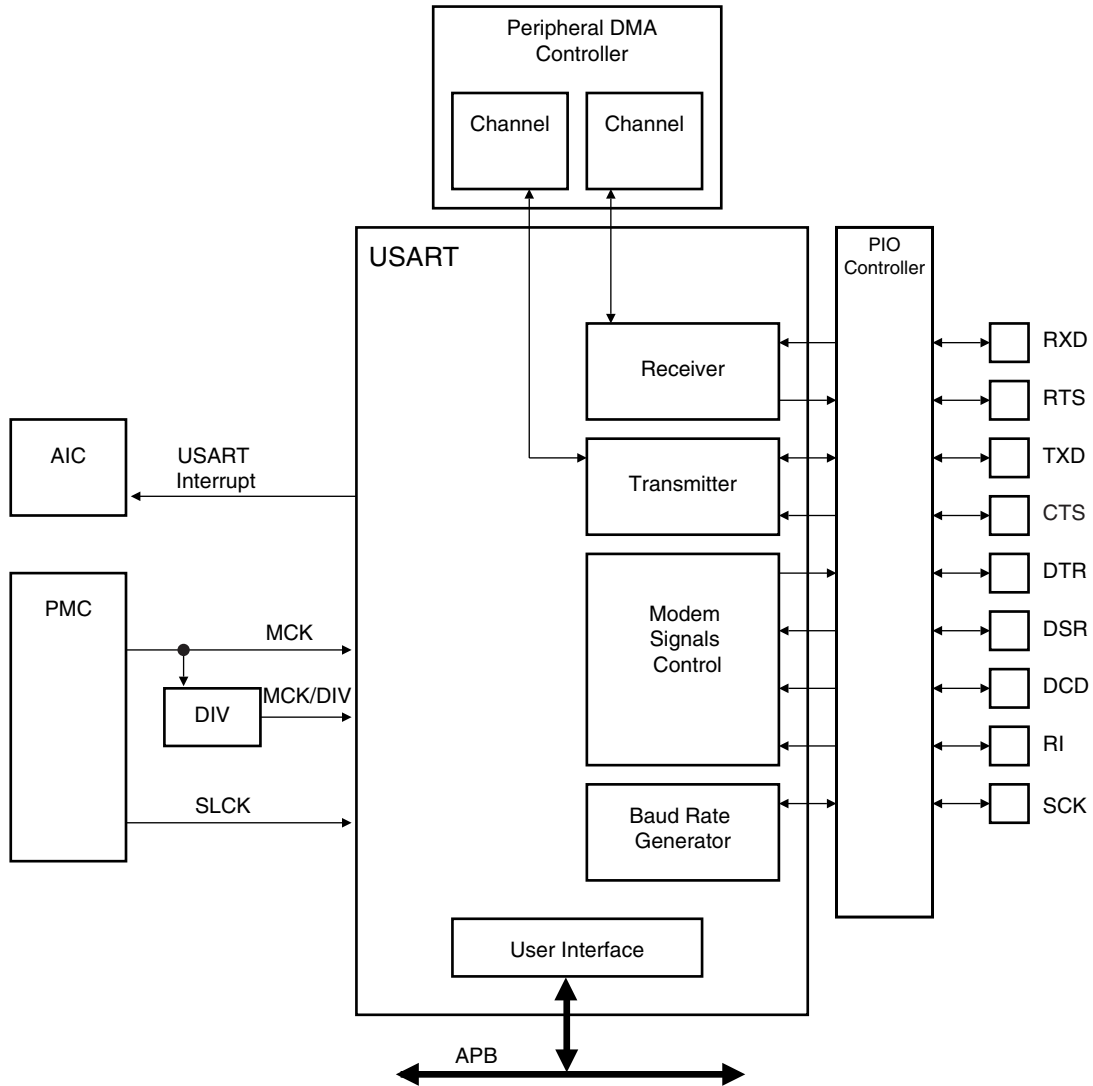 Peripheral DMA
Controller
Channel
Channel
USART
PIO
Controller
Receiver
RXD
RTS
AIC
USART
Interrupt
Transmitter
TXD
CTS
PMC
MCK
DIV
MCK/DIV
SLCK
Modem
Signals
Control
DTR
DSR
DCD
RI
Baud Rate
Generator
SCK
User Interface
APB